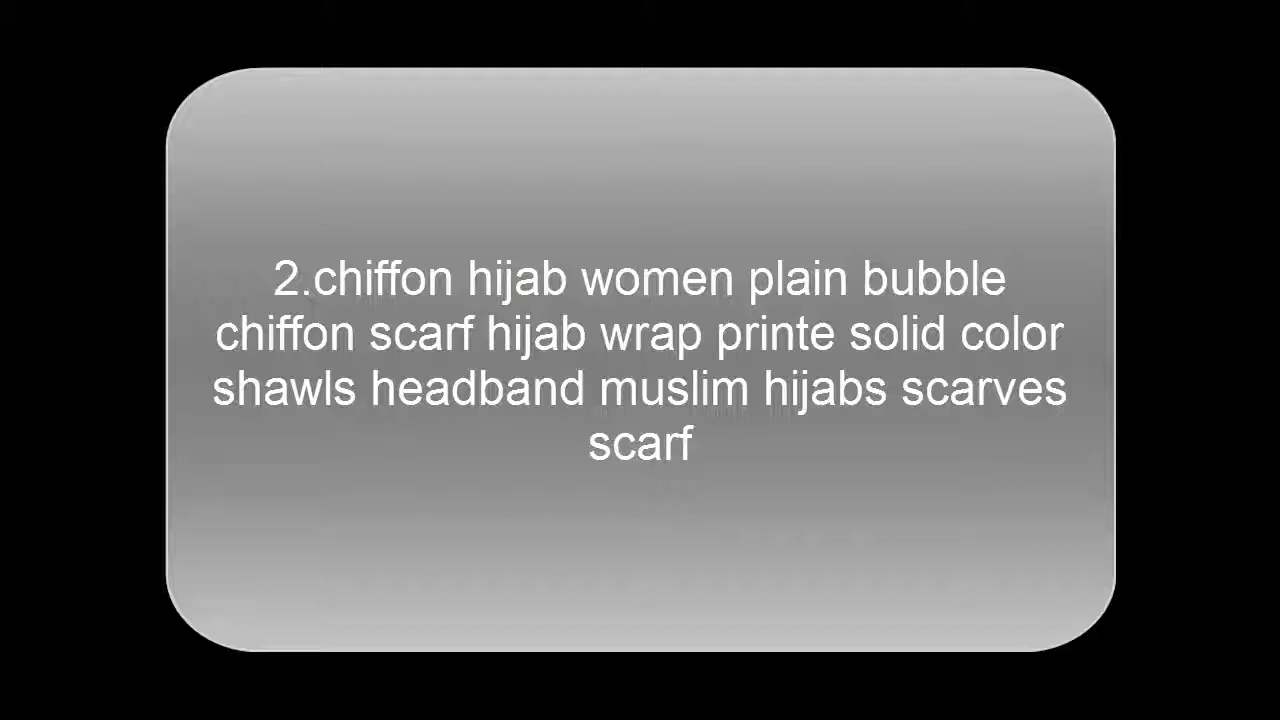 2.chiffon hijab women plain bubble
chiffon scarf hijab wrap printe solid color
shawls headband muslim hijabs scarves
scarf